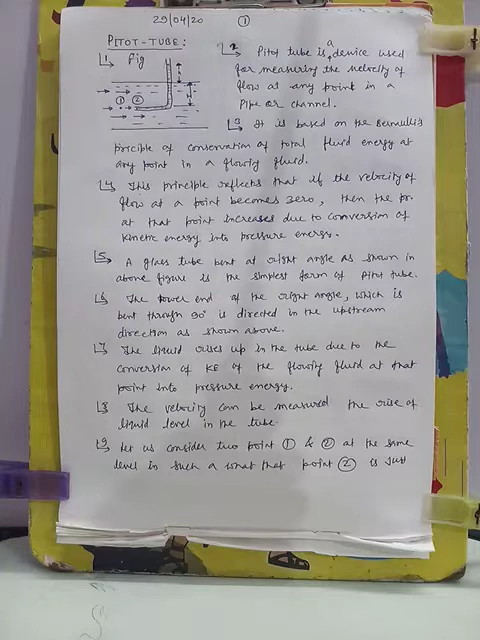 29/04/20
①
PITOT-TUBE:
1 Fig
h
H
① ②
2 Pitot tube is a device used
for measuring the velocity of
flow at any point in a
Pipe or channel.
3 It is based on the Bernulli's
principle of conservation of total fluid energy at
any point in a flowing fluid.
4 This principle reflects that if the velocity of
flow at a point becomes zero, then the pr
at that point increases due to conversion of
kinetic energy into pressure energy.
5 A glass tube bent at right angle as shown in
above figure is the simplest form of Pitot tube.
6 The lower end of the right angle, which is
bent through 90° is directed in the upstream
direction as shown above.
7 The liquid rises up in the tube due to the
conversion of KE of the flowing fluid at that
point into pressure energy.
8 The velocity can be measured the rise of
liquid level in the tube.
9 Let us consider two point ① & ② at the same
level in such a what that point ② is just